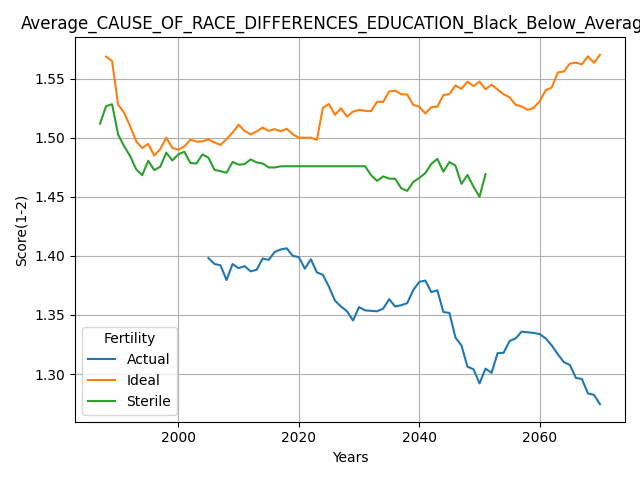 Average_CAUSE_OF_RACE_DIFFERENCES_EDUCATION_Black_Below_Averag
Score(1-2)
1.55
1.50
1.45
1.40
1.35
1.30
Fertility
Actual
Ideal
Sterile
2000 2020 2040 2060
Years